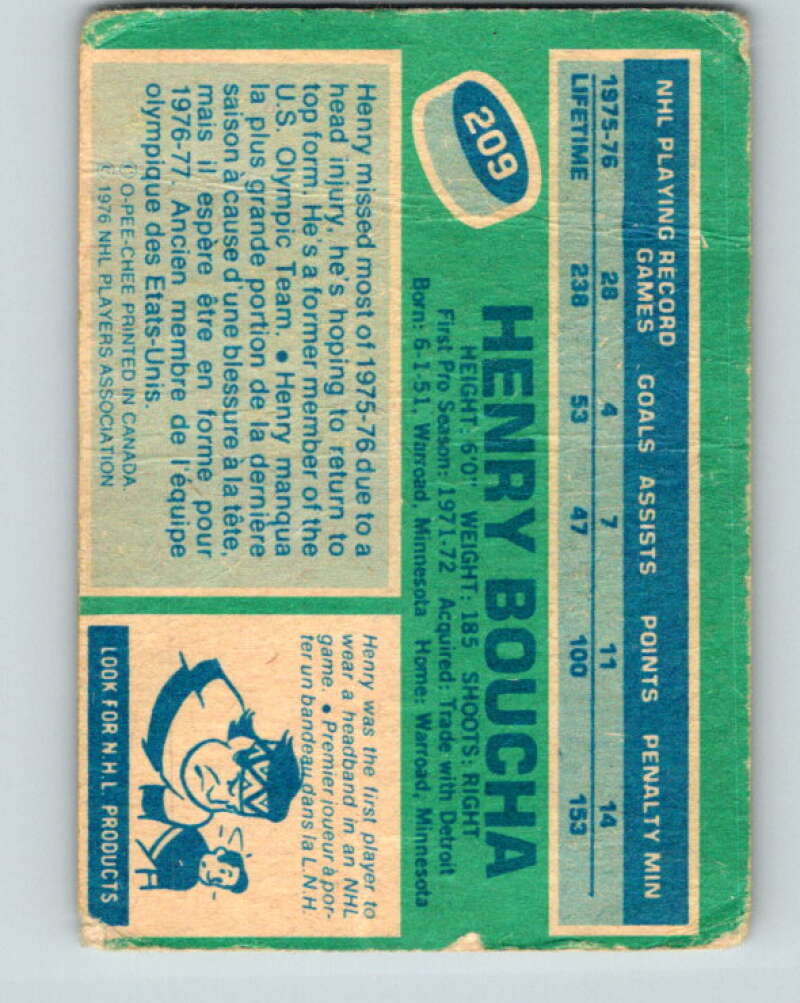 NHL PLAYING RECORD
GAMES GOALS ASSISTS POINTS PENALTY MIN
1975-76 28 4 7 11 14
LIFETIME 238 53 47 100 153
209
HENRY BOUCHA
HEIGHT: 6'0" WEIGHT: 185 SHOOTS: RIGHT
First Pro Season: 1971-72 Acquired: Trade with Detroit
Born: 6-1-51, Warroad, Minnesota Home: Warroad, Minnesota
Henry missed most of 1975-76 due to a
head injury, he's hoping to return to
top form. He's a former member of the
U.S. Olympic Team. • Henry manqua
la plus grande portion de la dernière
saison à cause d'une blessure à la tête,
mais il espère être en forme pour
1976-77. Ancien membre de l'équipe
olympique des Etats-Unis.
© O-PEE-CHEE PRINTED IN CANADA.
© 1976 NHL PLAYERS ASSOCIATION
Henry was the first player to
wear a headband in an NHL
game. • Premier joueur à por-
ter un bandeau dans la L.N.H.
LOOK FOR N.H.L. PRODUCTS